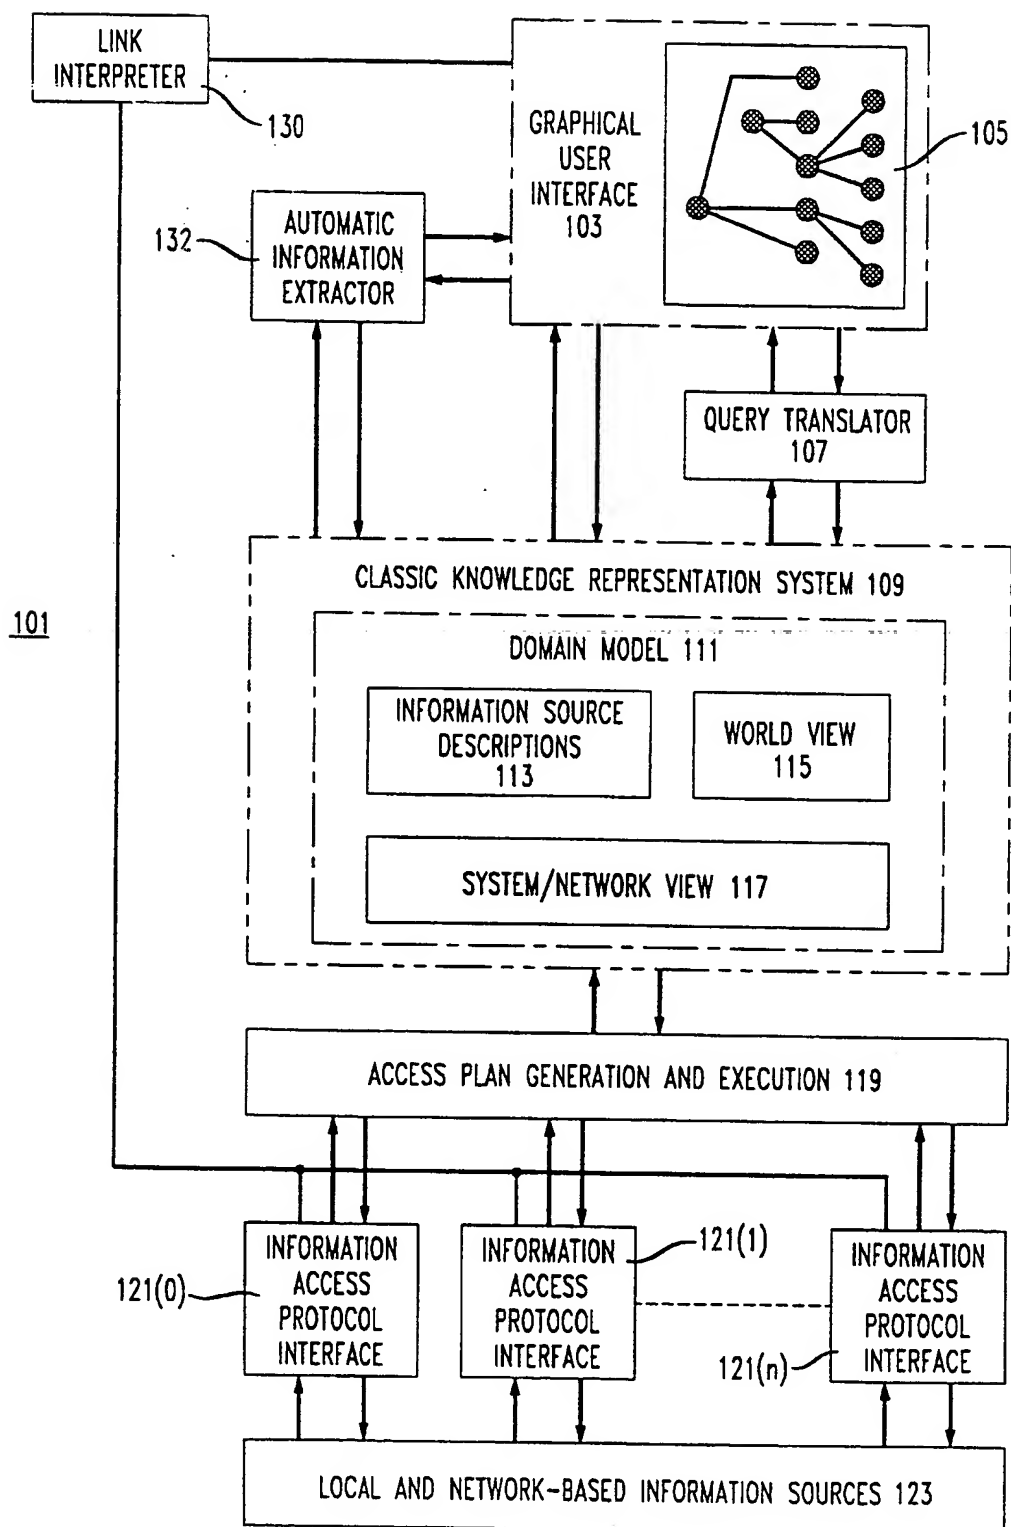 LINK
INTERPRETER
130
GRAPHICAL
USER
INTERFACE
103
105
132
AUTOMATIC
INFORMATION
EXTRACTOR
QUERY TRANSLATOR
107
101
CLASSIC KNOWLEDGE REPRESENTATION SYSTEM 109
DOMAIN MODEL 111
INFORMATION SOURCE
DESCRIPTIONS
113
WORLD VIEW
115
SYSTEM/NETWORK VIEW 117
ACCESS PLAN GENERATION AND EXECUTION 119
121(0)
INFORMATION
ACCESS
PROTOCOL
INTERFACE
121(1)
INFORMATION
ACCESS
PROTOCOL
INTERFACE
121(n)
INFORMATION
ACCESS
PROTOCOL
INTERFACE
LOCAL AND NETWORK-BASED INFORMATION SOURCES 123